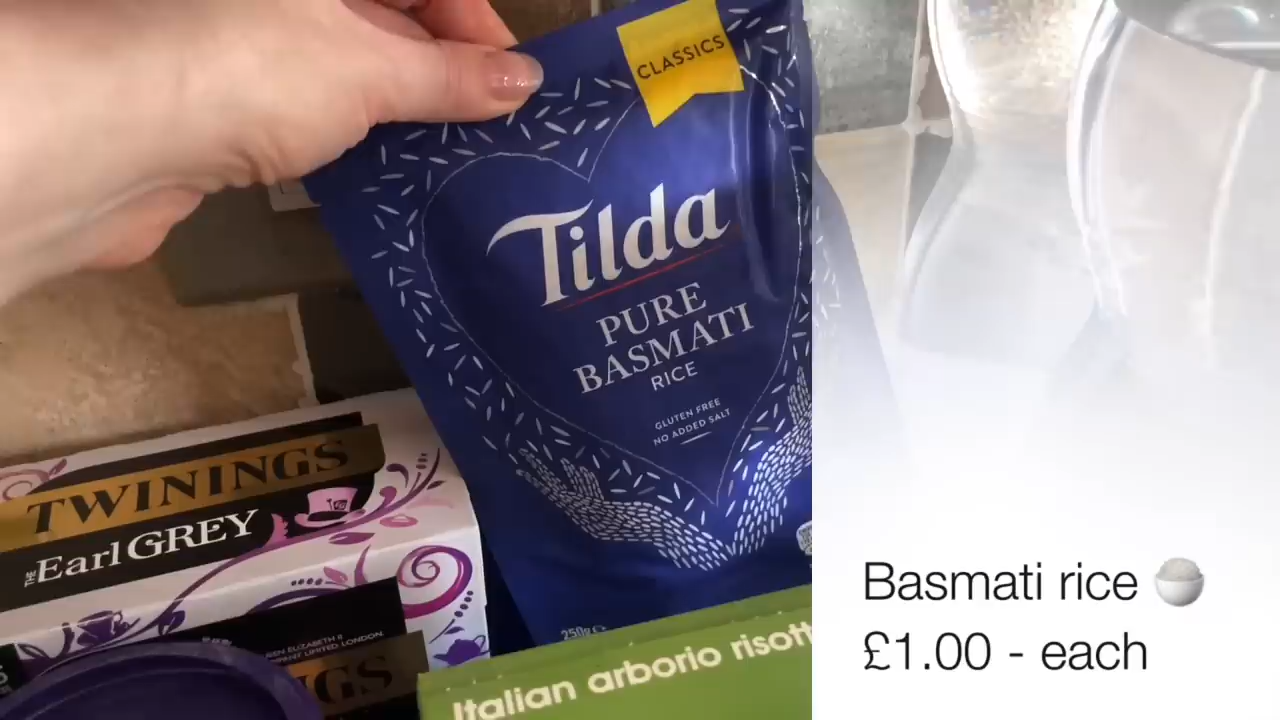 CLASSICS
Tilda
PURE
BASMATI
RICE
GLUTEN FREE
NO ADDED SALT
250g e
TWININGS
THE Earl GREY
LONDON
Italian arborio
Basmati rice
£1.00 - each